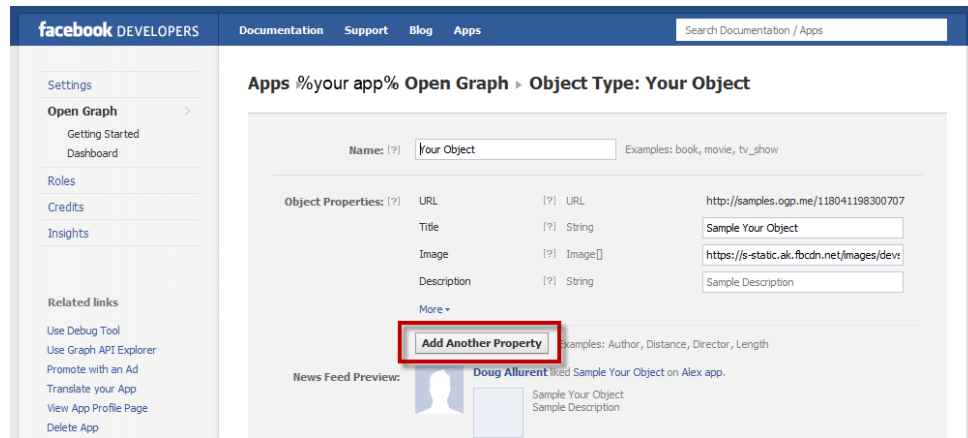 facebook DEVELOPERS
Documentation Support Blog Apps
Search Documentation / Apps
Settings
Open Graph
Getting Started
Dashboard
Roles
Credits
Insights
Related links
Use Debug Tool
Use Graph API Explorer
Promote with an Ad
Translate your App
View App Profile Page
Delete App
Apps %your app% Open Graph ▸ Object Type: Your Object
Name: [?] Your Object Examples: book, movie, tv_show
Object Properties: [?] URL [?] URL http://samples.ogp.me/118041198300707
Title [?] String Sample Your Object
Image [?] Image[] https://s-static.ak.fbcdn.net/images/devs
Description [?] String Sample Description
More
Add Another Property Examples: Author, Distance, Director, Length
News Feed Preview: Doug Allurent liked Sample Your Object on Alex app.
Sample Your Object
Sample Description